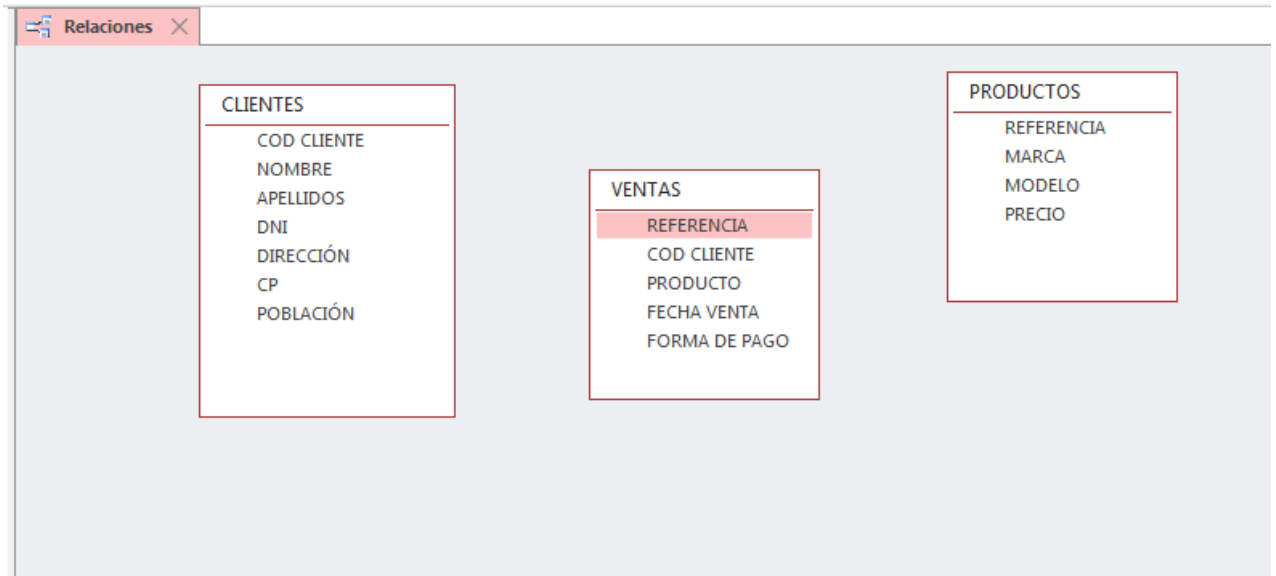 Relaciones
CLIENTES
COD CLIENTE
NOMBRE
APELLIDOS
DNI
DIRECCIÓN
CP
POBLACIÓN
VENTAS
REFERENCIA
COD CLIENTE
PRODUCTO
FECHA VENTA
FORMA DE PAGO
PRODUCTOS
REFERENCIA
MARCA
MODELO
PRECIO